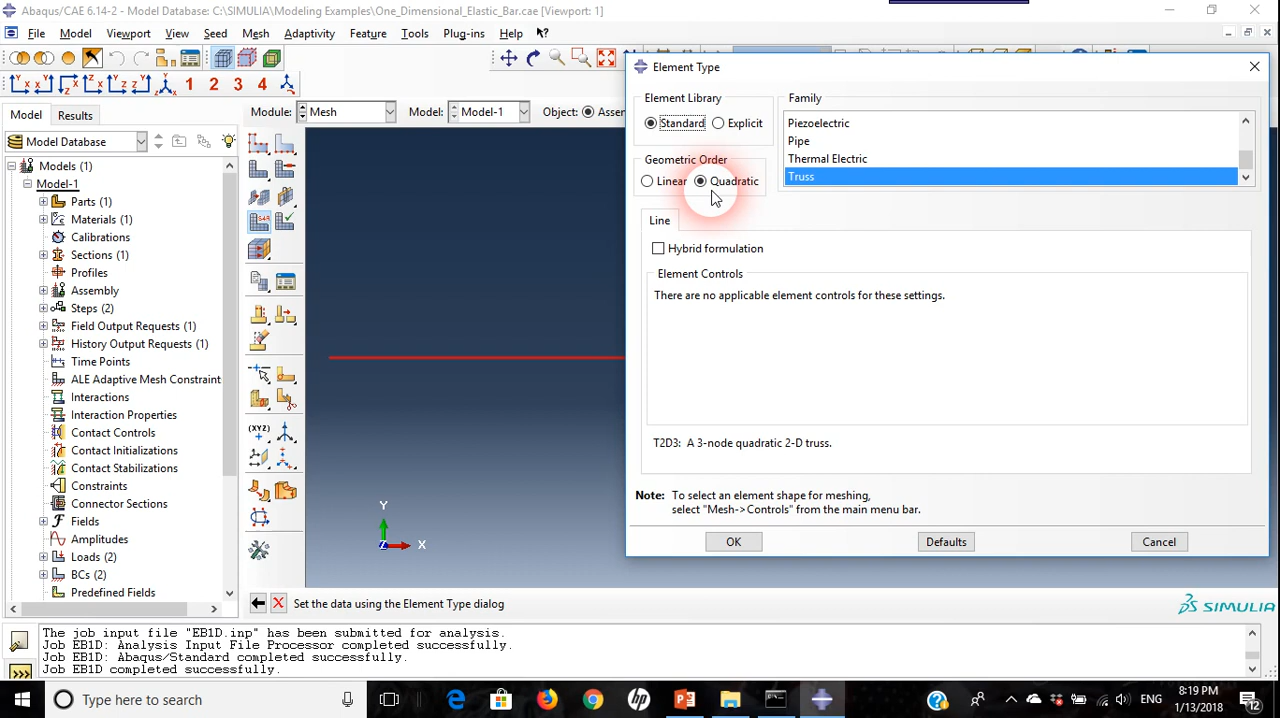 Abaqus/CAE 6.14-2 - Model Database: C:\SIMULIA\Modeling Examples\One_Dimensional_Elastic_Bar.cae [Viewport: 1]
File Model Viewport View Seed Mesh Adaptivity Feature Tools Plug-ins Help
1 2 3 4
Model Results
Module: Mesh Model: Model-1 Object: Assem
Model Database
Models (1)
Model-1
Parts (1)
Materials (1)
Calibrations
Sections (1)
Profiles
Assembly
Steps (2)
Field Output Requests (1)
History Output Requests (1)
Time Points
ALE Adaptive Mesh Constraint
Interactions
Interaction Properties
Contact Controls
Contact Initializations
Contact Stabilizations
Constraints
Connector Sections
Fields
Amplitudes
Loads (2)
BCs (2)
Predefined Fields
(XYZ)
Y
Z
X
Element Type
Element Library
Standard Explicit
Geometric Order
Linear Quadratic
Family
Piezoelectric
Pipe
Thermal Electric
Truss
Line
Hybrid formulation
Element Controls
There are no applicable element controls for these settings.
T2D3: A 3-node quadratic 2-D truss.
Note: To select an element shape for meshing,
select "Mesh->Controls" from the main menu bar.
OK Defaults Cancel
Set the data using the Element Type dialog
SIMULIA
The job input file "EB1D.inp" has been submitted for analysis.
Job EB1D: Analysis Input File Processor completed successfully.
Job EB1D: Abaqus/Standard completed successfully.
Job EB1D completed successfully.
>>>
Type here to search
ENG
8:19 PM
1/13/2018
12